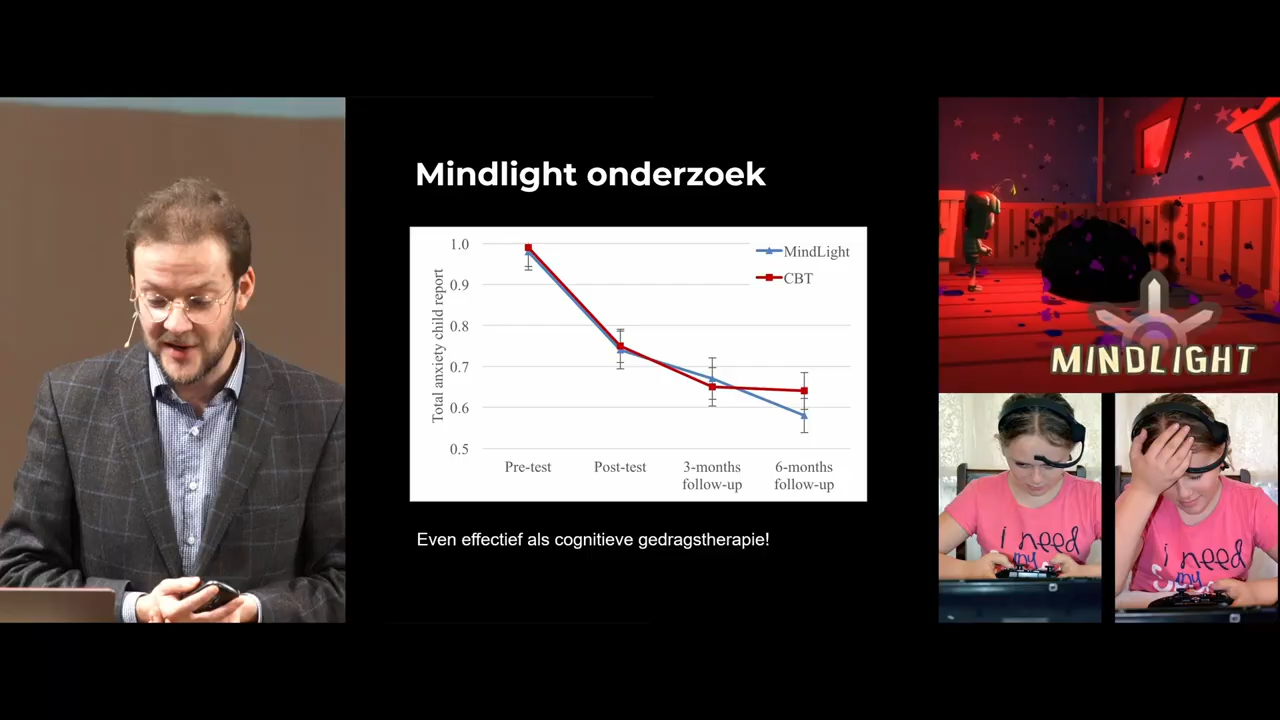 Mindlight onderzoek
1.0
0.9
0.8
0.7
0.6
0.5
Total anxiety child report
MindLight
CBT
Pre-test
Post-test
3-months
follow-up
6-months
follow-up
Even effectief als cognitieve gedragstherapie!
MINDLIGHT
i need
my
i need
my